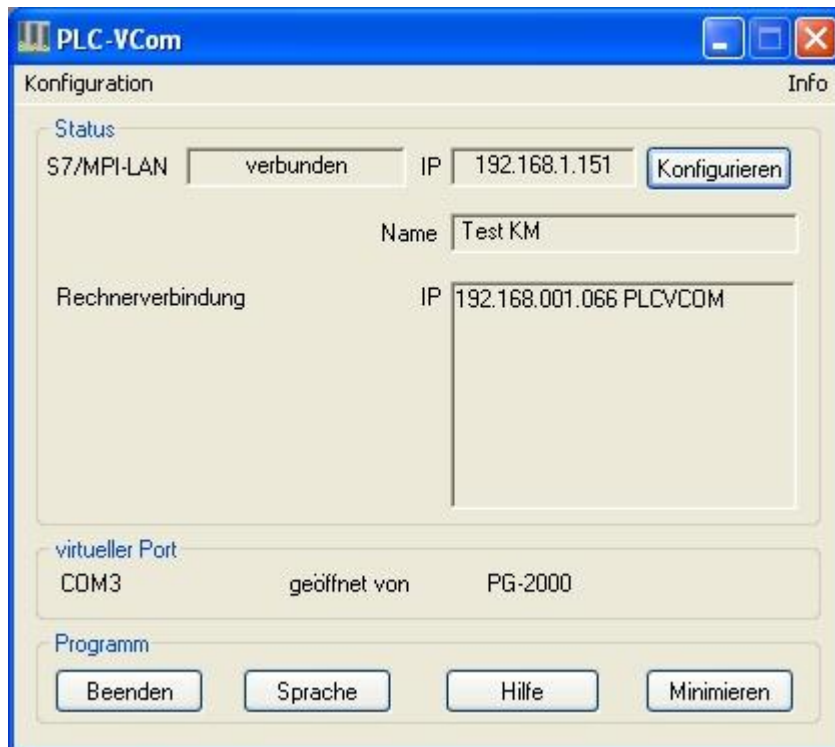 PLC-VCom
Konfiguration Info
Status
S7/MPI-LAN verbunden IP 192.168.1.151 Konfigurieren
Name Test KM
Rechnerverbindung IP 192.168.001.066 PLCVCOM
virtueller Port
COM3 geöffnet von PG-2000
Programm
Beenden Sprache Hilfe Minimieren